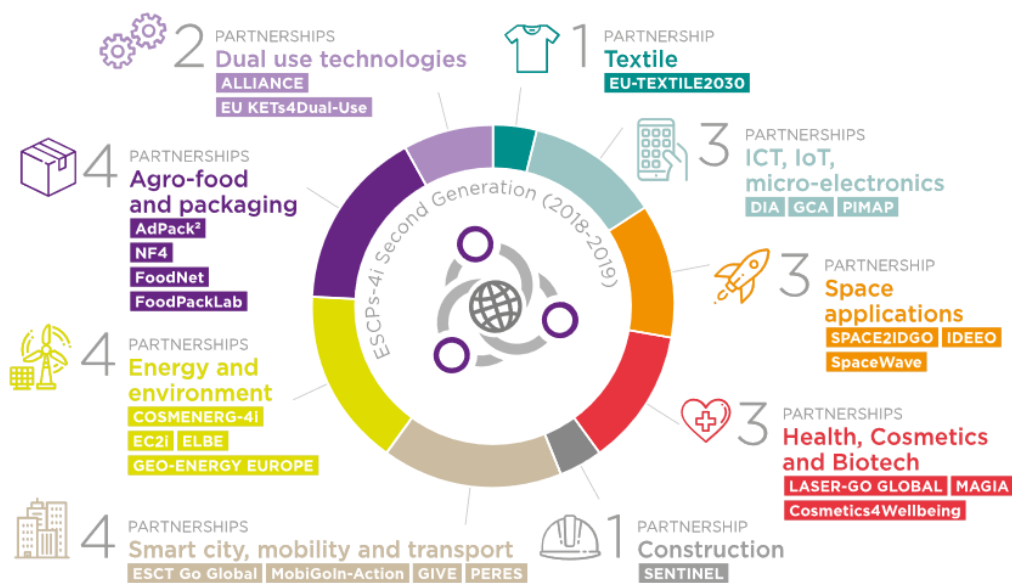 2
PARTNERSHIPS
Dual use technologies
ALLIANCE
EU KETs4Dual-Use
1
PARTNERSHIP
Textile
EU-TEXTILE2030
4
PARTNERSHIPS
Agro-food
and packaging
AdPack²
NF4
FoodNet
FoodPackLab
3
PARTNERSHIPS
ICT, IoT,
micro-electronics
DIA GCA PIMAP
ESCPs-4i Second Generation (2018-2019)
3
PARTNERSHIP
Space
applications
SPACE2IDGO IDEEO
SpaceWave
4
PARTNERSHIPS
Energy and
environment
COSMENERG-4i
EC2i ELBE
GEO-ENERGY EUROPE
3
PARTNERSHIPS
Health, Cosmetics
and Biotech
LASER-GO GLOBAL MAGIA
Cosmetics4Wellbeing
4
PARTNERSHIPS
Smart city, mobility and transport
ESCT Go Global MobiGoIn-Action GIVE PERES
1
PARTNERSHIP
Construction
SENTINEL